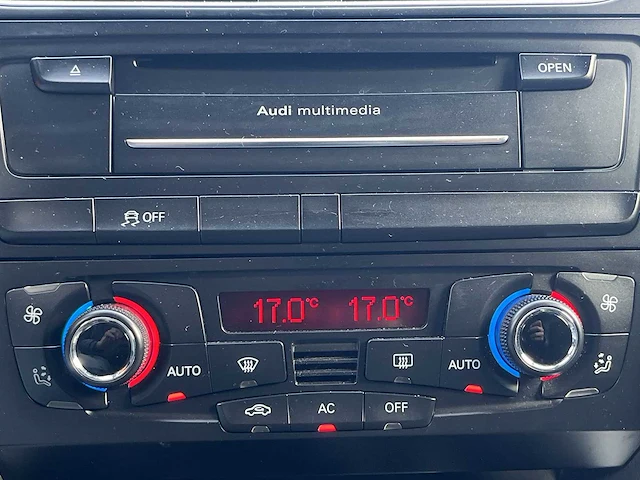 OPEN
Audi multimedia
OFF
17.0°C 17.0°C
AUTO
AUTO
AC
OFF